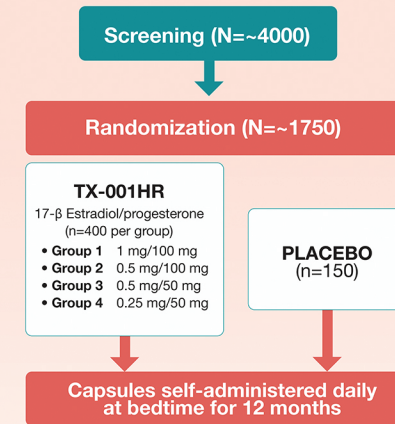 Screening (N=~4000)
Randomization (N=~1750)
TX-001HR
17-β Estradiol/progesterone
(n=400 per group)
• Group 1 1 mg/100 mg
• Group 2 0.5 mg/100 mg
• Group 3 0.5 mg/50 mg
• Group 4 0.25 mg/50 mg
PLACEBO
(n=150)
Capsules self-administered daily
at bedtime for 12 months